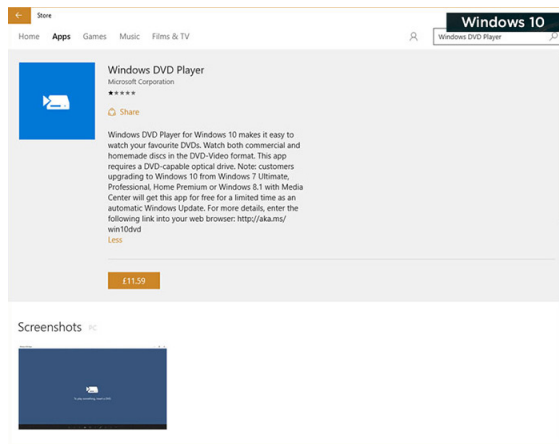 Store
Windows 10
Home Apps Games Music Films & TV
Windows DVD Player
Windows DVD Player
Microsoft Corporation
Share
Windows DVD Player for Windows 10 makes it easy to
watch your favourite DVDs. Watch both commercial and
homemade discs in the DVD-Video format. This app
requires a DVD-capable optical drive. Note: customers
upgrading to Windows 10 from Windows 7 Ultimate,
Professional, Home Premium or Windows 8.1 with Media
Center will get this app for free for a limited time as an
automatic Windows Update. For more details, enter the
following link into your web browser: http://aka.ms/
win10dvd
Less
£11.59
Screenshots PC